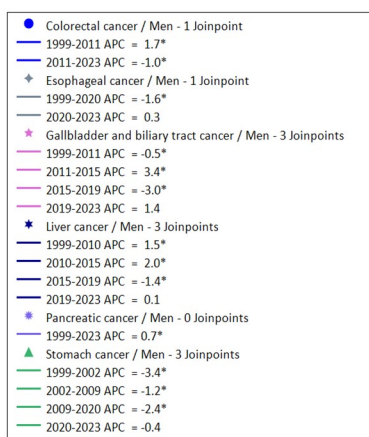 Colorectal cancer / Men - 1 Joinpoint
1999-2011 APC = 1.7*
2011-2023 APC = -1.0*
Esophageal cancer / Men - 1 Joinpoint
1999-2020 APC = -1.6*
2020-2023 APC = 0.3
Gallbladder and biliary tract cancer / Men - 3 Joinpoints
1999-2011 APC = -0.5*
2011-2015 APC = 3.4*
2015-2019 APC = -3.0*
2019-2023 APC = 1.4
Liver cancer / Men - 3 Joinpoints
1999-2010 APC = 1.5*
2010-2015 APC = 2.0*
2015-2019 APC = -1.4*
2019-2023 APC = 0.1
Pancreatic cancer / Men - 0 Joinpoints
1999-2023 APC = 0.7*
Stomach cancer / Men - 3 Joinpoints
1999-2002 APC = -3.4*
2002-2009 APC = -1.2*
2009-2020 APC = -2.4*
2020-2023 APC = -0.4